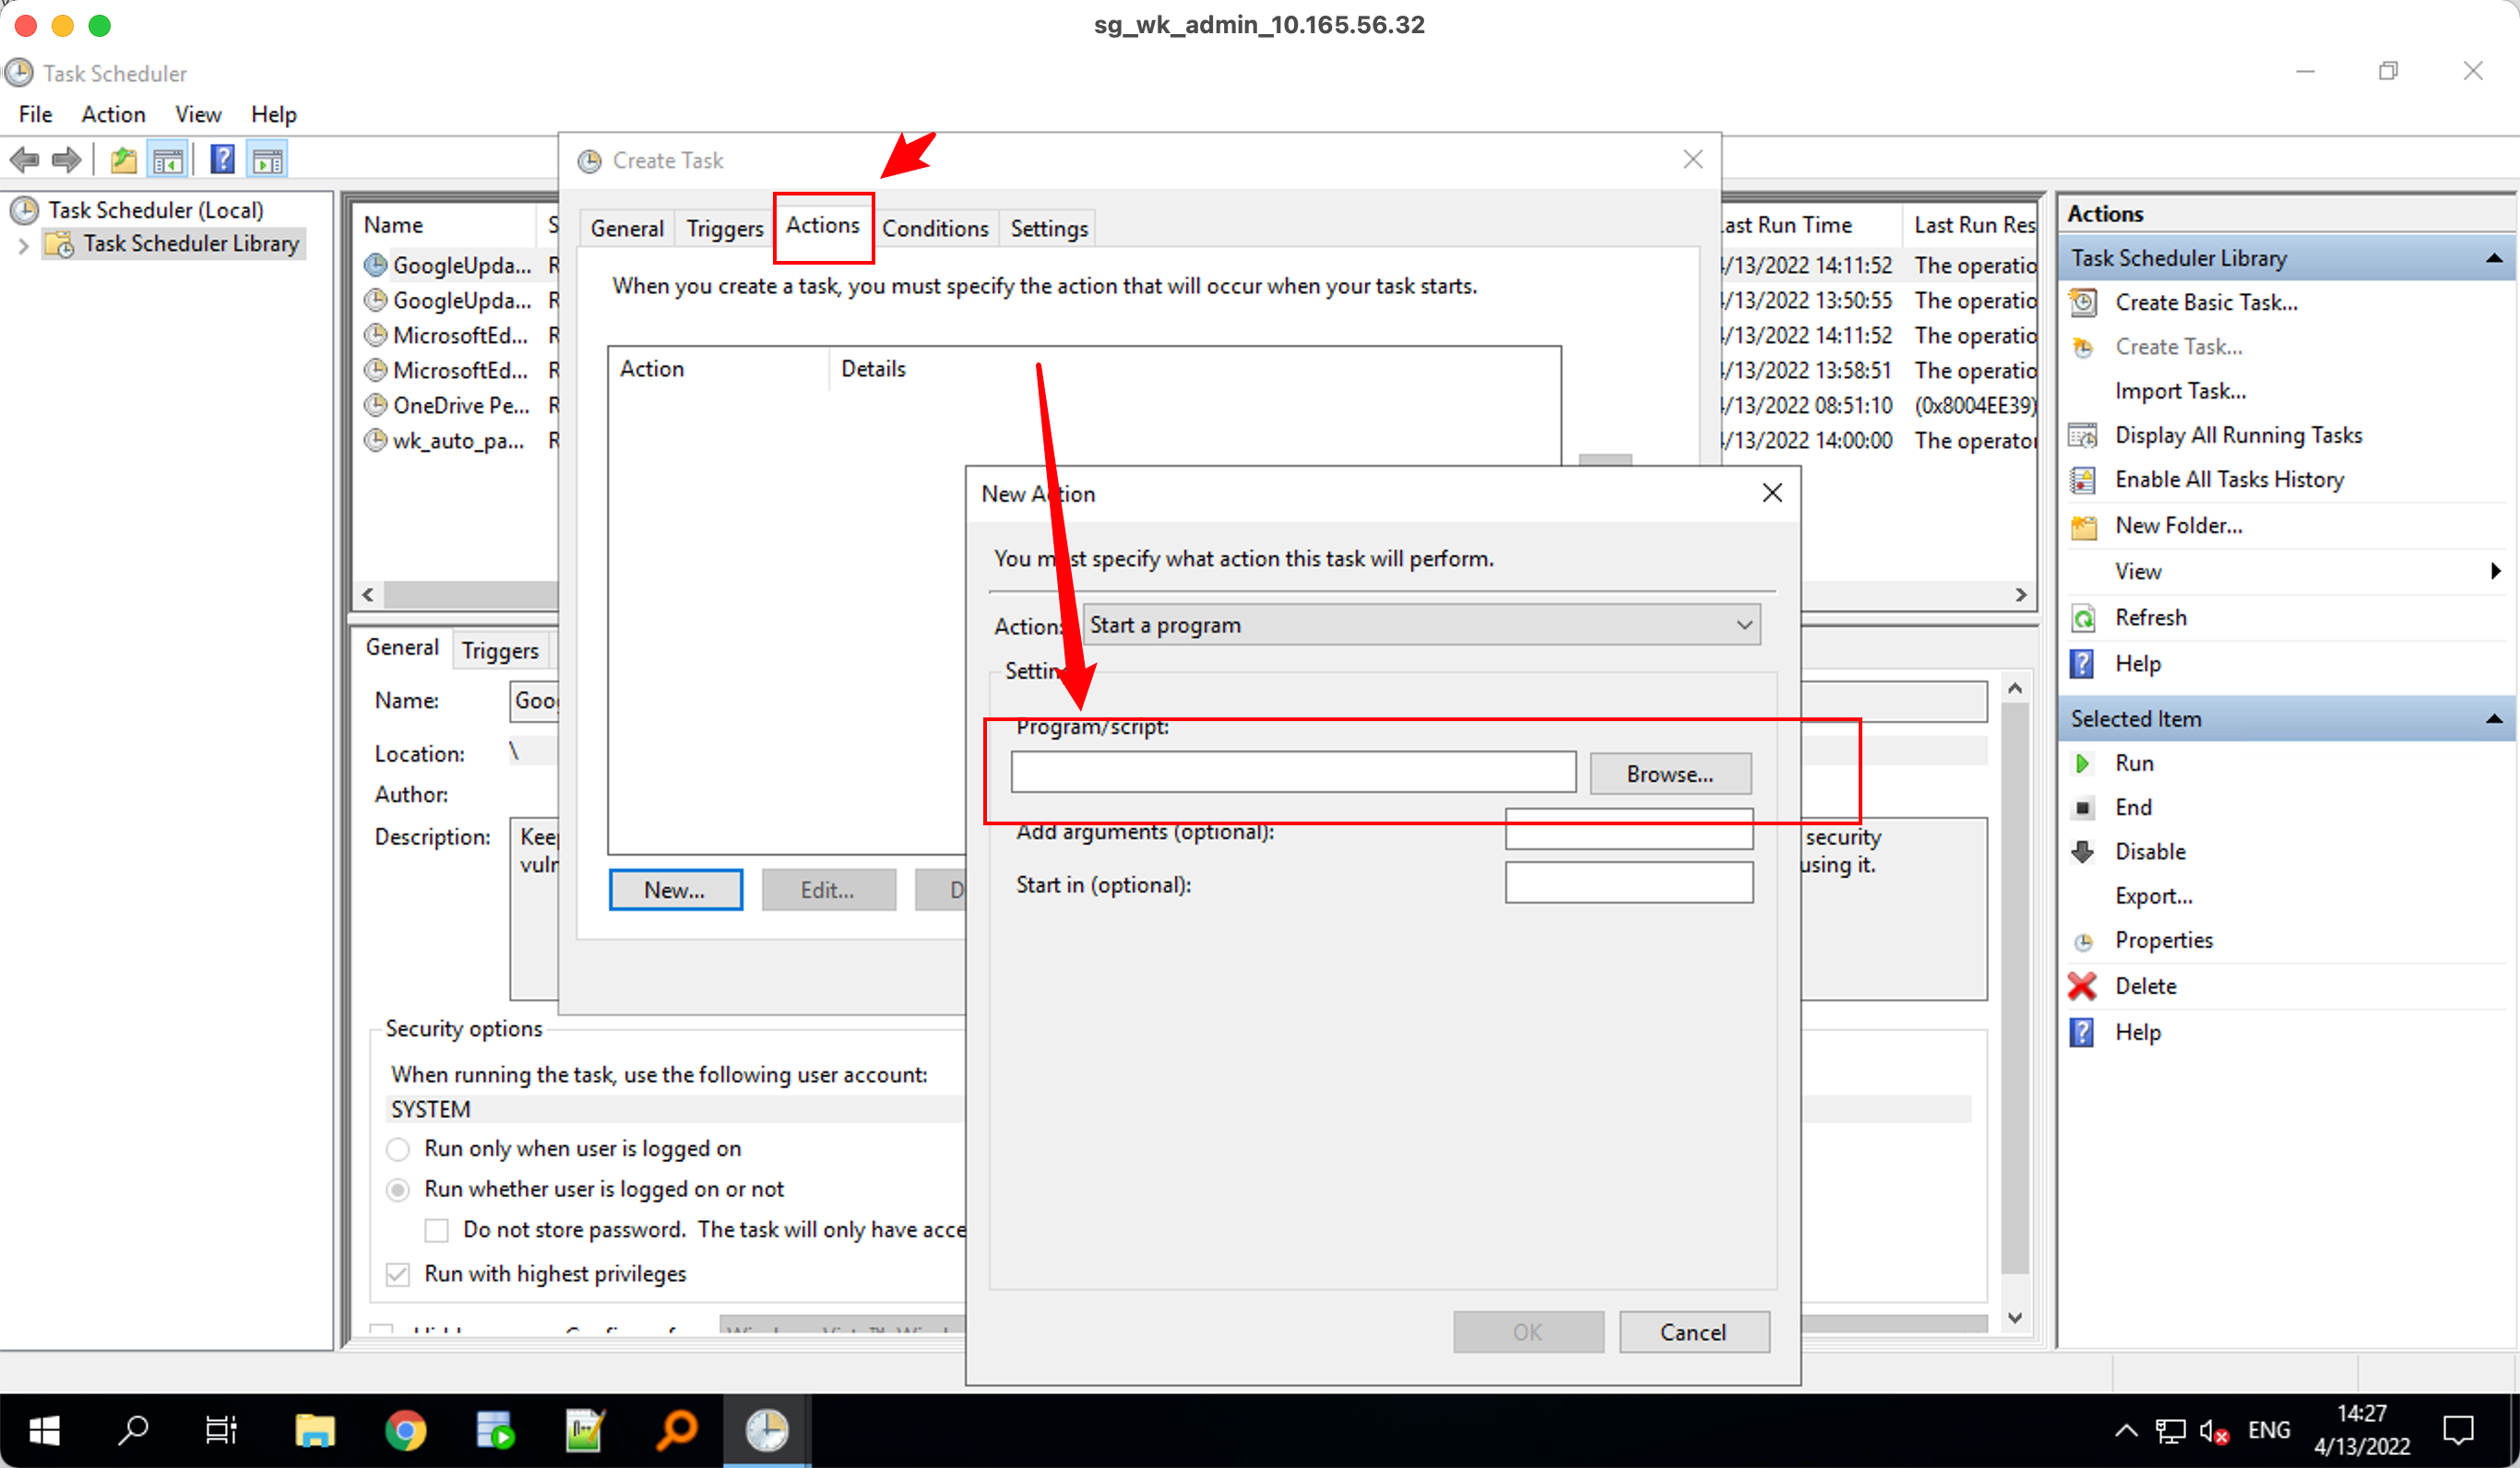 sg_wk_admin_10.165.56.32
Task Scheduler
File Action View Help
Task Scheduler (Local)
Task Scheduler Library
Name S
GoogleUpda... R
GoogleUpda... R
MicrosoftEd... R
MicrosoftEd... R
OneDrive Pe... R
wk_auto_pa... R
Last Run Time Last Run Res
4/13/2022 14:11:52 The operatio
4/13/2022 13:50:55 The operatio
4/13/2022 14:11:52 The operatio
4/13/2022 13:58:51 The operatio
4/13/2022 08:51:10 (0x8004EE39)
4/13/2022 14:00:00 The operator
Create Task
General Triggers Actions Conditions Settings
When you create a task, you must specify the action that will occur when your task starts.
Action Details
New... Edit... D
New Action
You must specify what action this task will perform.
Action: Start a program
Settin
Program/script:
Browse...
Add arguments (optional):
Start in (optional):
OK Cancel
General Triggers
Name: Goog
Location: \
Author:
Description: Keep security
vuln using it.
Security options
When running the task, use the following user account:
SYSTEM
Run only when user is logged on
Run whether user is logged on or not
Do not store password. The task will only have acce
Run with highest privileges
Actions
Task Scheduler Library
Create Basic Task...
Create Task...
Import Task...
Display All Running Tasks
Enable All Tasks History
New Folder...
View
Refresh
Help
Selected Item
Run
End
Disable
Export...
Properties
Delete
Help
ENG
14:27
4/13/2022